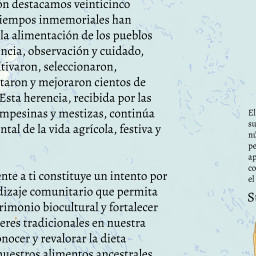 ón destacamos veinticinco
tiempos inmemoriales han
la alimentación de los pueblos
ncia, observación y cuidado,
tivaron, seleccionaron,
taron y mejoraron cientos de
Esta herencia, recibida por las
mpesinas y mestizas, continúa
ntal de la vida agrícola, festiva y
ente a ti constituye un intento por
dizaje comunitario que permita
rimonio biocultural y fortalecer
eres tradicionales en nuestra
onocer y revalorar la dieta
nuestros alimentos ancestrales
El
su
nú
pe
ap
co
el
S